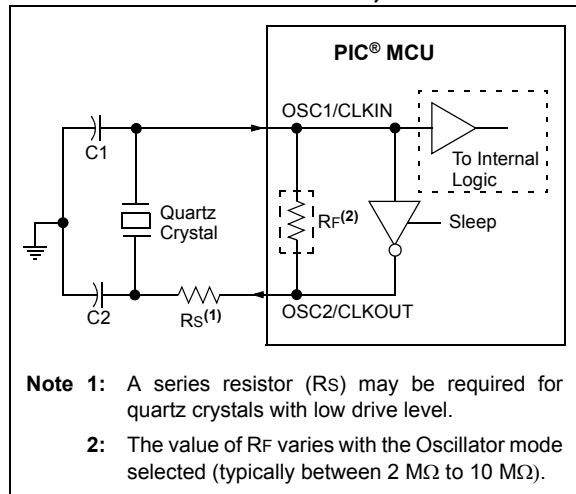 PIC® MCU
OSC1/CLKIN
C1
To Internal
Logic
Quartz
Crystal
RF(2)
Sleep
C2
RS(1)
OSC2/CLKOUT
Note 1: A series resistor (RS) may be required for
quartz crystals with low drive level.
2: The value of RF varies with the Oscillator mode
selected (typically between 2 MΩ to 10 MΩ).